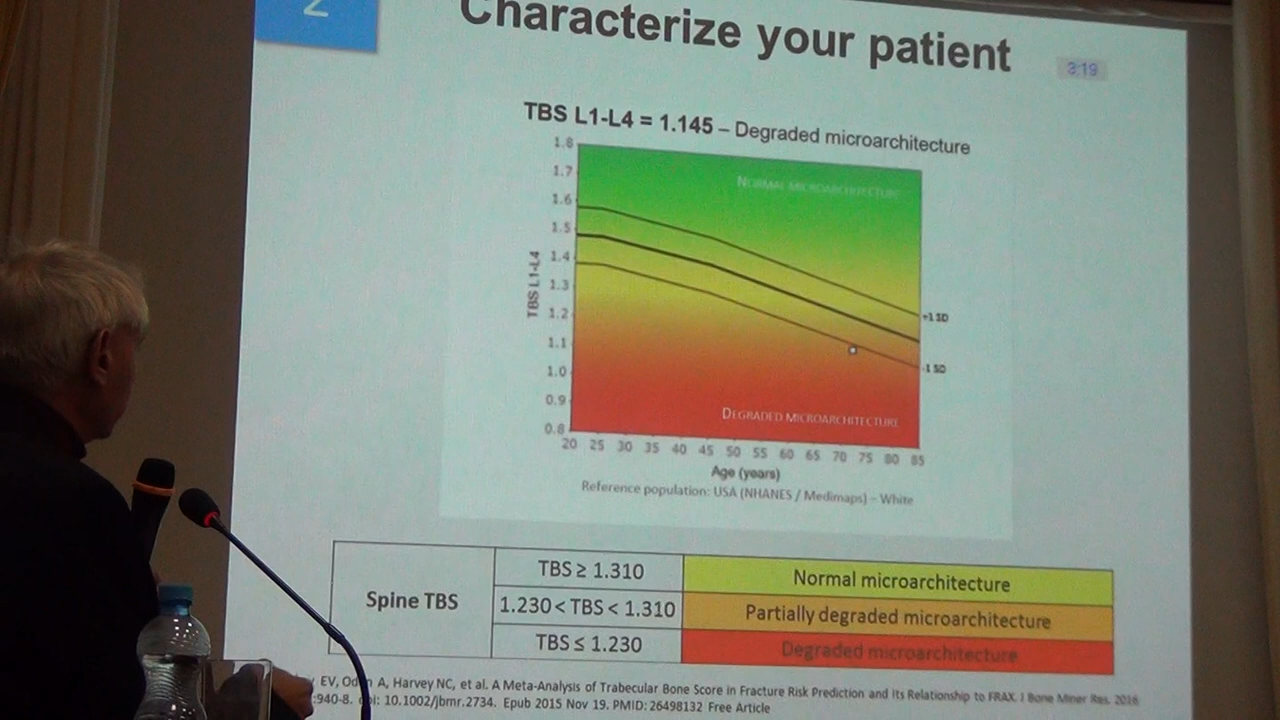 2
Characterize your patient
3:19
TBS L1-L4 = 1.145 – Degraded microarchitecture
1.8
1.7
1.6
1.5
1.4
1.3
1.2
1.1
1.0
0.9
0.8
TBS L1-L4
NORMAL MICROARCHITECTURE
+1 SD
-1 SD
DEGRADED MICROARCHITECTURE
20 25 30 35 40 45 50 55 60 65 70 75 80 85
Age (years)
Reference population: USA (NHANES / Medimaps) – White
Spine TBS
TBS ≥ 1.310 Normal microarchitecture
1.230 < TBS < 1.310 Partially degraded microarchitecture
TBS ≤ 1.230 Degraded microarchitecture
EV, A, Harvey NC, et al. A Meta-Analysis of Trabecular Bone Score in Fracture Risk Prediction and Its Relationship to FRAX. J Bone Miner Res. 2016
:940-8. doi: 10.1002/jbmr.2734. Epub 2015 Nov 19. PMID: 26498132 Free Article